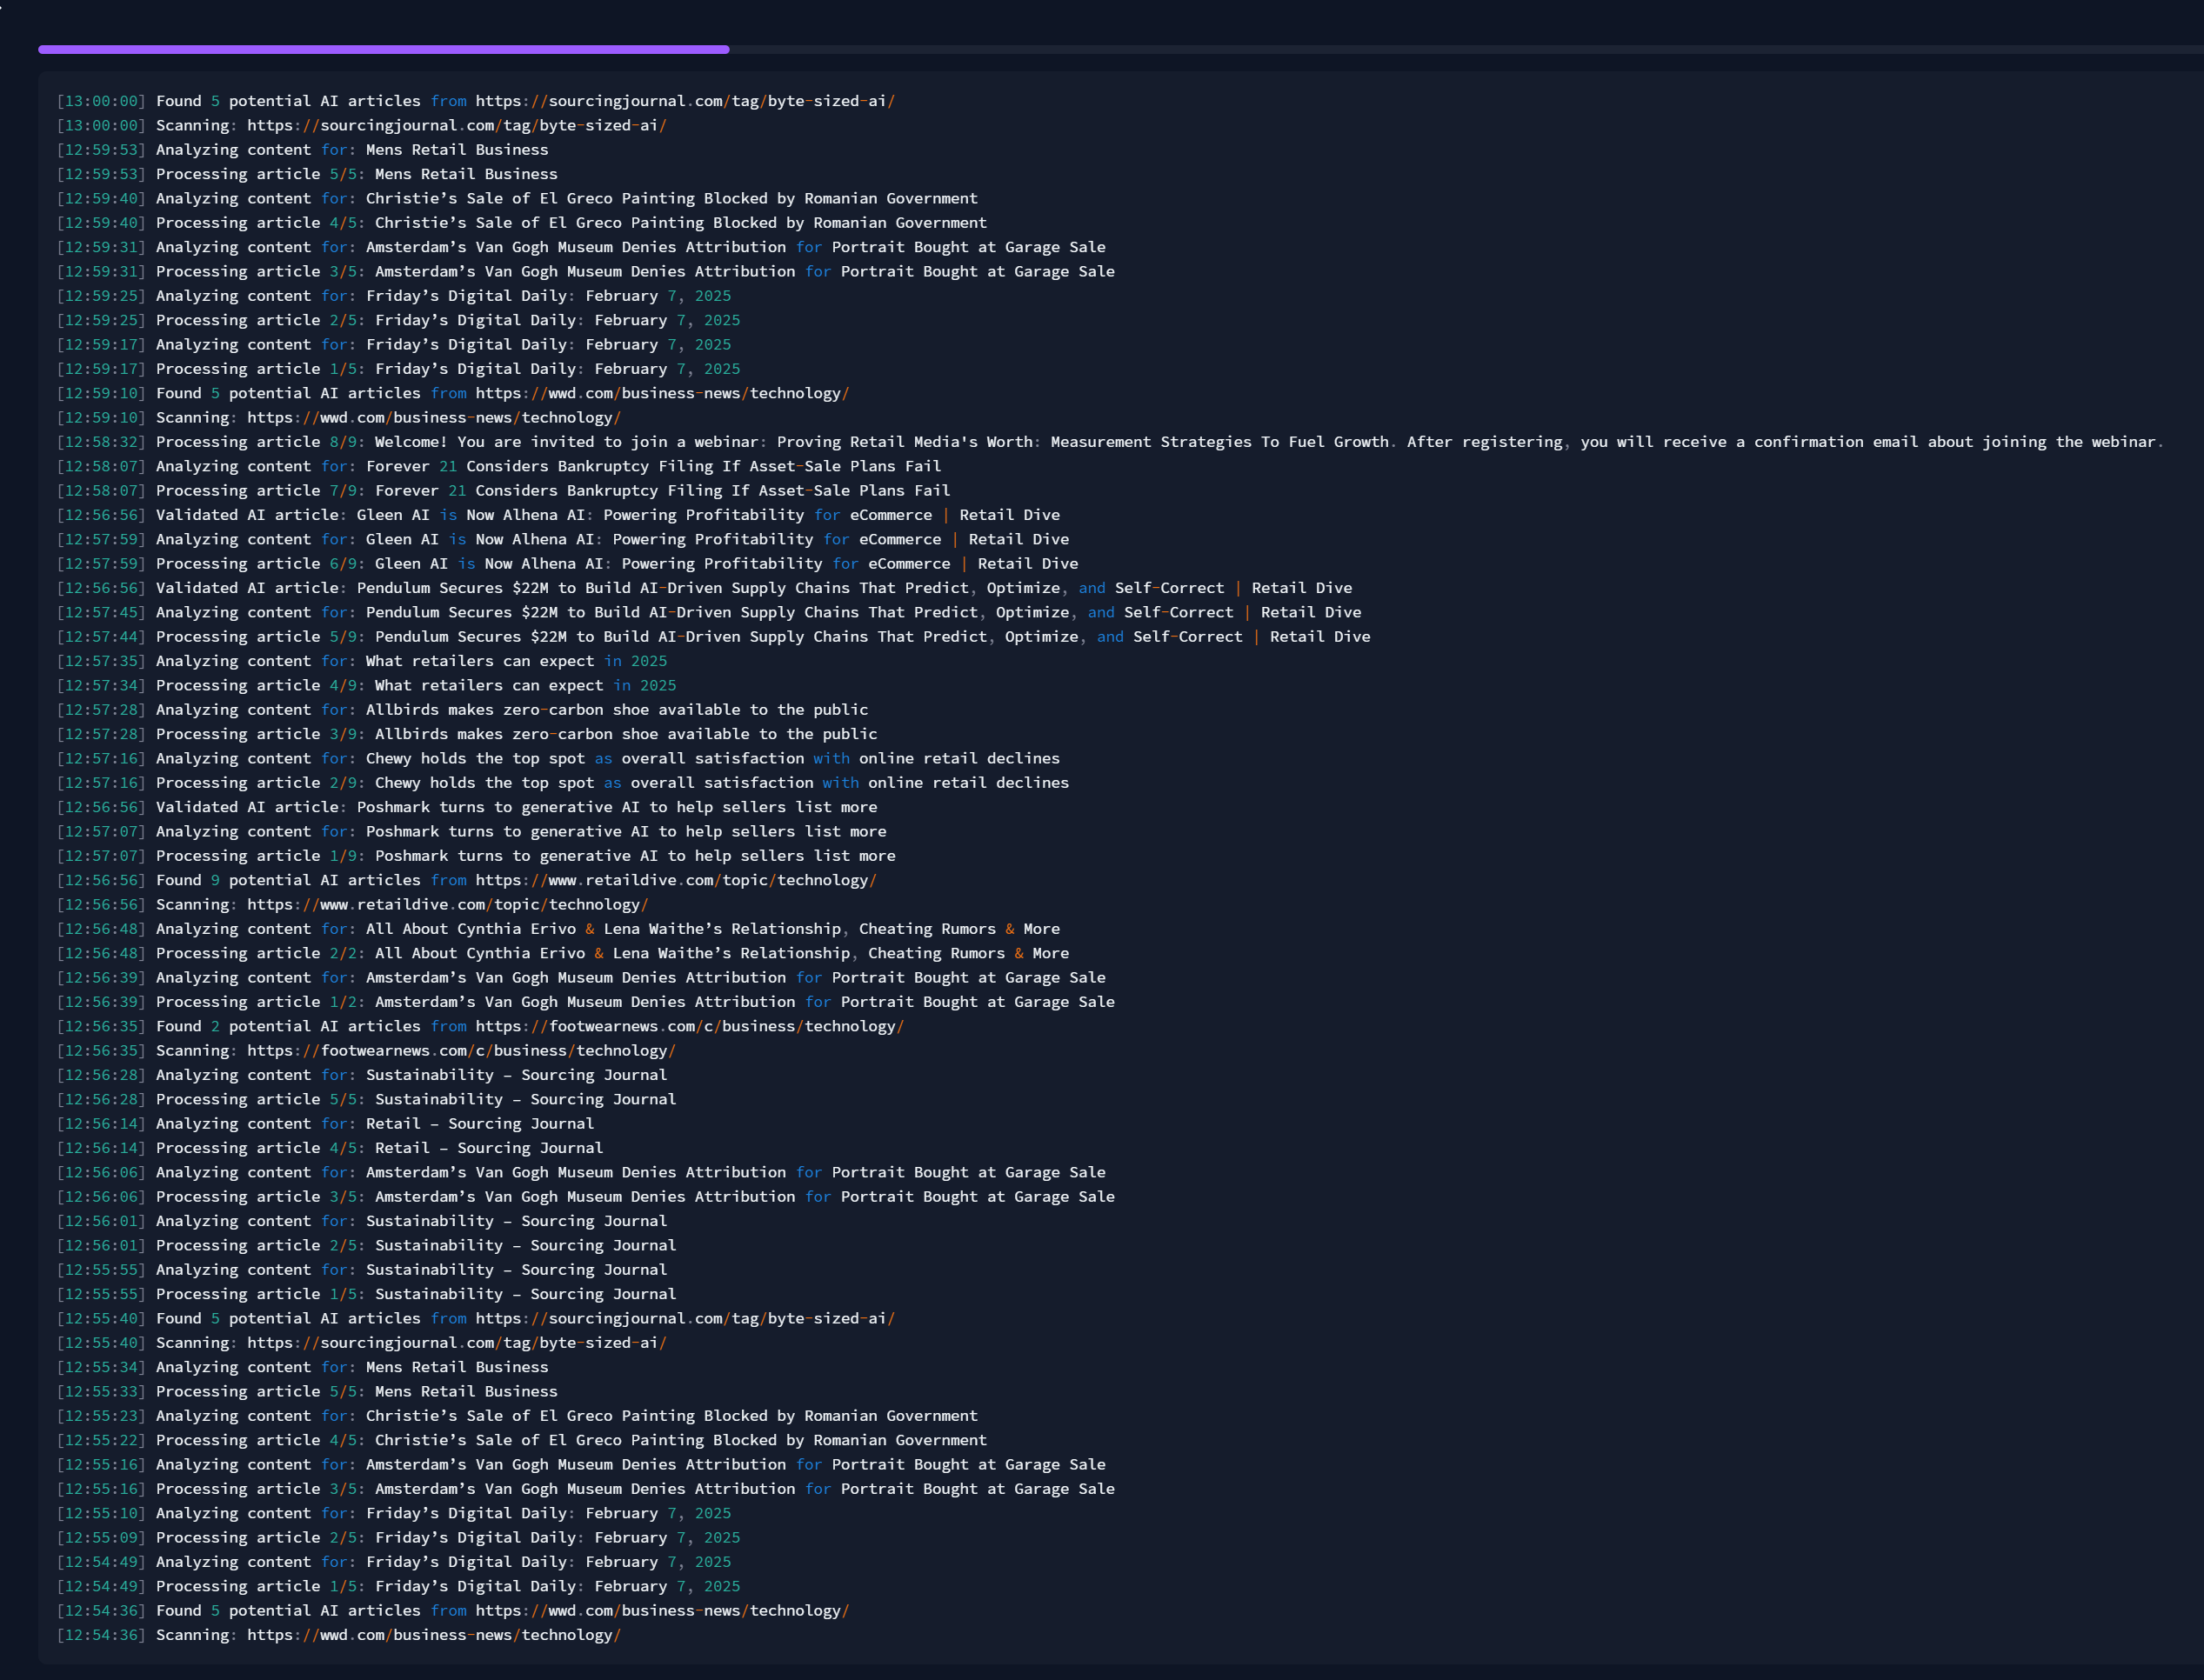 [13:00:00] Found 5 potential AI articles from https://sourcingjournal.com/tag/byte-sized-ai/
[13:00:00] Scanning: https://sourcingjournal.com/tag/byte-sized-ai/
[12:59:53] Analyzing content for: Mens Retail Business
[12:59:53] Processing article 5/5: Mens Retail Business
[12:59:40] Analyzing content for: Christie’s Sale of El Greco Painting Blocked by Romanian Government
[12:59:40] Processing article 4/5: Christie’s Sale of El Greco Painting Blocked by Romanian Government
[12:59:31] Analyzing content for: Amsterdam’s Van Gogh Museum Denies Attribution for Portrait Bought at Garage Sale
[12:59:31] Processing article 3/5: Amsterdam’s Van Gogh Museum Denies Attribution for Portrait Bought at Garage Sale
[12:59:25] Analyzing content for: Friday’s Digital Daily: February 7, 2025
[12:59:25] Processing article 2/5: Friday’s Digital Daily: February 7, 2025
[12:59:17] Analyzing content for: Friday’s Digital Daily: February 7, 2025
[12:59:17] Processing article 1/5: Friday’s Digital Daily: February 7, 2025
[12:59:10] Found 5 potential AI articles from https://wwd.com/business-news/technology/
[12:59:10] Scanning: https://wwd.com/business-news/technology/
[12:58:32] Processing article 8/9: Welcome! You are invited to join a webinar: Proving Retail Media's Worth: Measurement Strategies To Fuel Growth. After registering, you will receive a confirmation email about joining the webinar.
[12:58:07] Analyzing content for: Forever 21 Considers Bankruptcy Filing If Asset-Sale Plans Fail
[12:58:07] Processing article 7/9: Forever 21 Considers Bankruptcy Filing If Asset-Sale Plans Fail
[12:56:56] Validated AI article: Gleen AI is Now Alhena AI: Powering Profitability for eCommerce | Retail Dive
[12:57:59] Analyzing content for: Gleen AI is Now Alhena AI: Powering Profitability for eCommerce | Retail Dive
[12:57:59] Processing article 6/9: Gleen AI is Now Alhena AI: Powering Profitability for eCommerce | Retail Dive
[12:56:56] Validated AI article: Pendulum Secures $22M to Build AI-Driven Supply Chains That Predict, Optimize, and Self-Correct | Retail Dive
[12:57:45] Analyzing content for: Pendulum Secures $22M to Build AI-Driven Supply Chains That Predict, Optimize, and Self-Correct | Retail Dive
[12:57:44] Processing article 5/9: Pendulum Secures $22M to Build AI-Driven Supply Chains That Predict, Optimize, and Self-Correct | Retail Dive
[12:57:35] Analyzing content for: What retailers can expect in 2025
[12:57:34] Processing article 4/9: What retailers can expect in 2025
[12:57:28] Analyzing content for: Allbirds makes zero-carbon shoe available to the public
[12:57:28] Processing article 3/9: Allbirds makes zero-carbon shoe available to the public
[12:57:16] Analyzing content for: Chewy holds the top spot as overall satisfaction with online retail declines
[12:57:16] Processing article 2/9: Chewy holds the top spot as overall satisfaction with online retail declines
[12:56:56] Validated AI article: Poshmark turns to generative AI to help sellers list more
[12:57:07] Analyzing content for: Poshmark turns to generative AI to help sellers list more
[12:57:07] Processing article 1/9: Poshmark turns to generative AI to help sellers list more
[12:56:56] Found 9 potential AI articles from https://www.retaildive.com/topic/technology/
[12:56:56] Scanning: https://www.retaildive.com/topic/technology/
[12:56:48] Analyzing content for: All About Cynthia Erivo & Lena Waithe’s Relationship, Cheating Rumors & More
[12:56:48] Processing article 2/2: All About Cynthia Erivo & Lena Waithe’s Relationship, Cheating Rumors & More
[12:56:39] Analyzing content for: Amsterdam’s Van Gogh Museum Denies Attribution for Portrait Bought at Garage Sale
[12:56:39] Processing article 1/2: Amsterdam’s Van Gogh Museum Denies Attribution for Portrait Bought at Garage Sale
[12:56:35] Found 2 potential AI articles from https://footwearnews.com/c/business/technology/
[12:56:35] Scanning: https://footwearnews.com/c/business/technology/
[12:56:28] Analyzing content for: Sustainability – Sourcing Journal
[12:56:28] Processing article 5/5: Sustainability – Sourcing Journal
[12:56:14] Analyzing content for: Retail – Sourcing Journal
[12:56:14] Processing article 4/5: Retail – Sourcing Journal
[12:56:06] Analyzing content for: Amsterdam’s Van Gogh Museum Denies Attribution for Portrait Bought at Garage Sale
[12:56:06] Processing article 3/5: Amsterdam’s Van Gogh Museum Denies Attribution for Portrait Bought at Garage Sale
[12:56:01] Analyzing content for: Sustainability – Sourcing Journal
[12:56:01] Processing article 2/5: Sustainability – Sourcing Journal
[12:55:55] Analyzing content for: Sustainability – Sourcing Journal
[12:55:55] Processing article 1/5: Sustainability – Sourcing Journal
[12:55:40] Found 5 potential AI articles from https://sourcingjournal.com/tag/byte-sized-ai/
[12:55:40] Scanning: https://sourcingjournal.com/tag/byte-sized-ai/
[12:55:34] Analyzing content for: Mens Retail Business
[12:55:33] Processing article 5/5: Mens Retail Business
[12:55:23] Analyzing content for: Christie’s Sale of El Greco Painting Blocked by Romanian Government
[12:55:22] Processing article 4/5: Christie’s Sale of El Greco Painting Blocked by Romanian Government
[12:55:16] Analyzing content for: Amsterdam’s Van Gogh Museum Denies Attribution for Portrait Bought at Garage Sale
[12:55:16] Processing article 3/5: Amsterdam’s Van Gogh Museum Denies Attribution for Portrait Bought at Garage Sale
[12:55:10] Analyzing content for: Friday’s Digital Daily: February 7, 2025
[12:55:09] Processing article 2/5: Friday’s Digital Daily: February 7, 2025
[12:54:49] Analyzing content for: Friday’s Digital Daily: February 7, 2025
[12:54:49] Processing article 1/5: Friday’s Digital Daily: February 7, 2025
[12:54:36] Found 5 potential AI articles from https://wwd.com/business-news/technology/
[12:54:36] Scanning: https://wwd.com/business-news/technology/